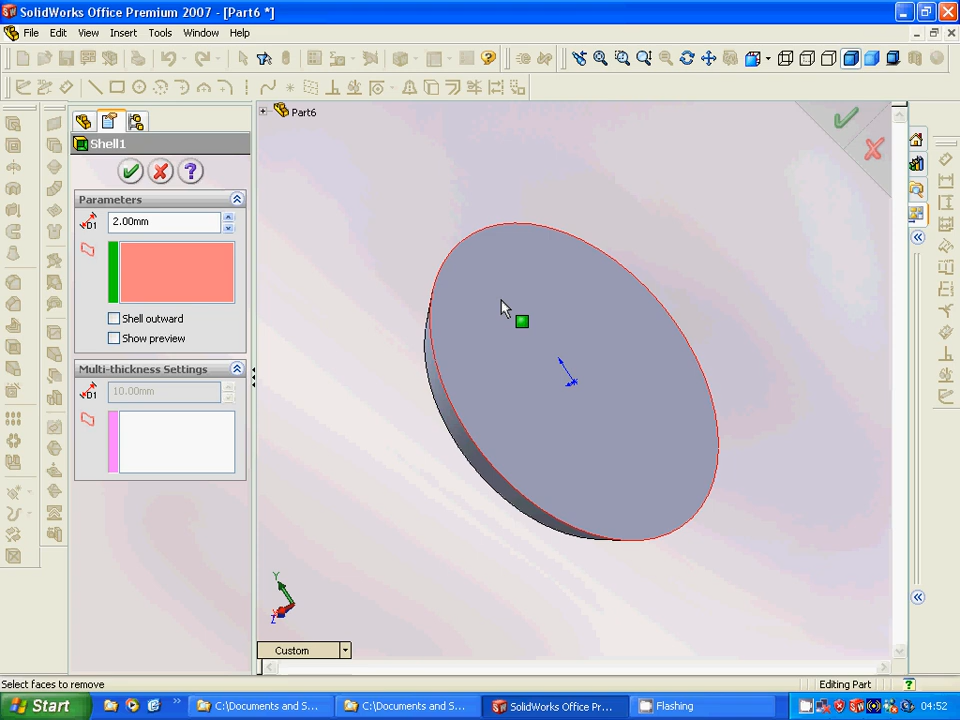 SolidWorks Office Premium 2007 - [Part6 *]
File Edit View Insert Tools Window Help
Part6
Shell1
Parameters
D1 2.00mm
Shell outward
Show preview
Multi-thickness Settings
D1 10.00mm
Y
Z
Custom
Select faces to remove
Editing Part
Start
C:\Documents and S...
C:\Documents and S...
SolidWorks Office Pr...
Flashing
04:52